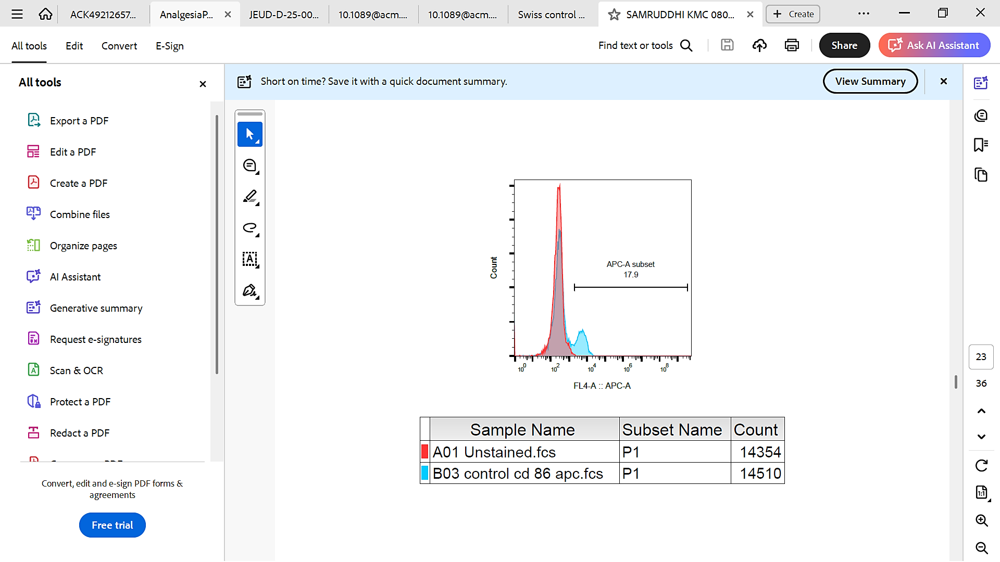 ACK49212657...
AnalgesiaP...
JEUD-D-25-00...
10.1089@acm....
10.1089@acm....
Swiss control ...
SAMRUDDHI KMC 080...
Create
All tools
Edit
Convert
E-Sign
Find text or tools
Share
Ask AI Assistant
All tools
Short on time? Save it with a quick document summary.
View Summary
Export a PDF
Edit a PDF
Create a PDF
Combine files
Organize pages
AI Assistant
Generative summary
Request e-signatures
Scan & OCR
Protect a PDF
Redact a PDF
Convert, edit and e-sign PDF forms &
agreements
Free trial
Count
APC-A subset
17.9
10^0 10^2 10^4 10^6 10^8
FL4-A :: APC-A
Sample Name Subset Name Count
A01 Unstained.fcs P1 14354
B03 control cd 86 apc.fcs P1 14510
23
36
1:1